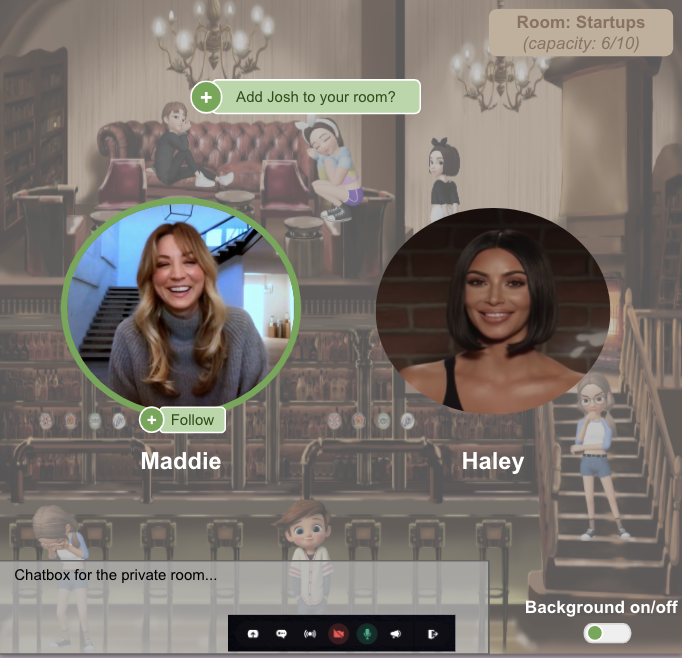 Room: Startups
(capacity: 6/10)
Add Josh to your room?
Follow
Maddie
Haley
Chatbox for the private room...
Background on/off